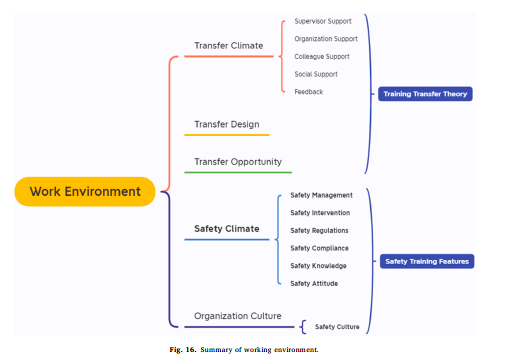 Work Environment
Transfer Climate
Supervisor Support
Organization Support
Colleague Support
Social Support
Feedback
Transfer Design
Transfer Opportunity
Training Transfer Theory
Safety Climate
Safety Management
Safety Intervention
Safety Regulations
Safety Compliance
Safety Knowledge
Safety Attitude
Organization Culture
Safety Culture
Safety Training Features
Fig. 16. Summary of working environment.